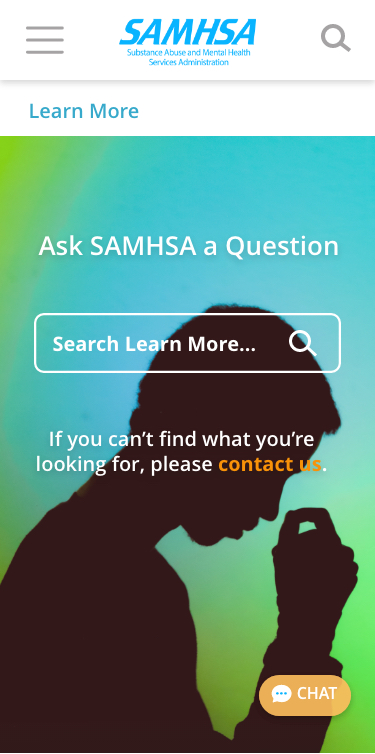 SAMHSA
Substance Abuse and Mental Health
Services Administration
Learn More
Ask SAMHSA a Question
Search Learn More...
If you can’t find what you’re
looking for, please contact us.
CHAT